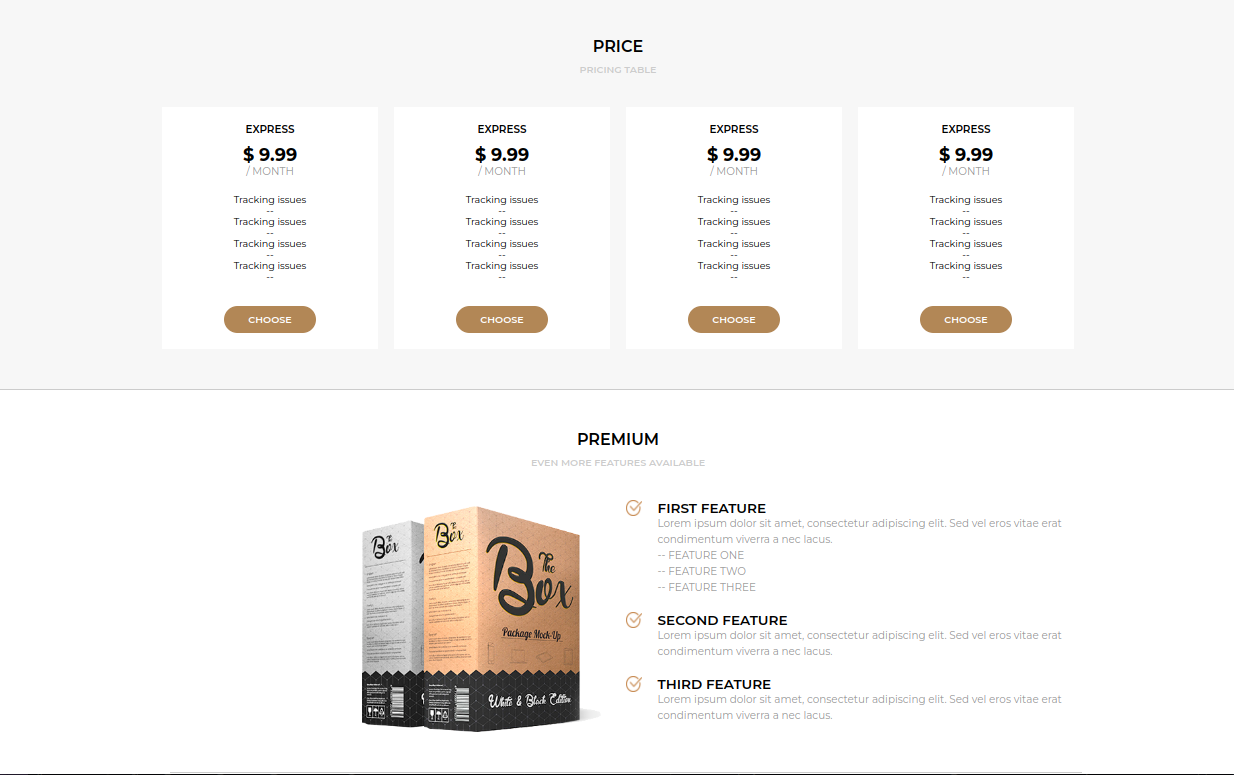 PRICE
PRICING TABLE
EXPRESS
$ 9.99
/ MONTH
Tracking issues
--
Tracking issues
--
Tracking issues
--
Tracking issues
--
CHOOSE
EXPRESS
$ 9.99
/ MONTH
Tracking issues
--
Tracking issues
--
Tracking issues
--
Tracking issues
--
CHOOSE
EXPRESS
$ 9.99
/ MONTH
Tracking issues
--
Tracking issues
--
Tracking issues
--
Tracking issues
--
CHOOSE
EXPRESS
$ 9.99
/ MONTH
Tracking issues
--
Tracking issues
--
Tracking issues
--
Tracking issues
--
CHOOSE
PREMIUM
EVEN MORE FEATURES AVAILABLE
The
Box
The
Box
The
Box
Package Mock-Up
White & Black Edition
FIRST FEATURE
Lorem ipsum dolor sit amet, consectetur adipiscing elit. Sed vel eros vitae erat
condimentum viverra a nec lacus.
-- FEATURE ONE
-- FEATURE TWO
-- FEATURE THREE
SECOND FEATURE
Lorem ipsum dolor sit amet, consectetur adipiscing elit. Sed vel eros vitae erat
condimentum viverra a nec lacus.
THIRD FEATURE
Lorem ipsum dolor sit amet, consectetur adipiscing elit. Sed vel eros vitae erat
condimentum viverra a nec lacus.